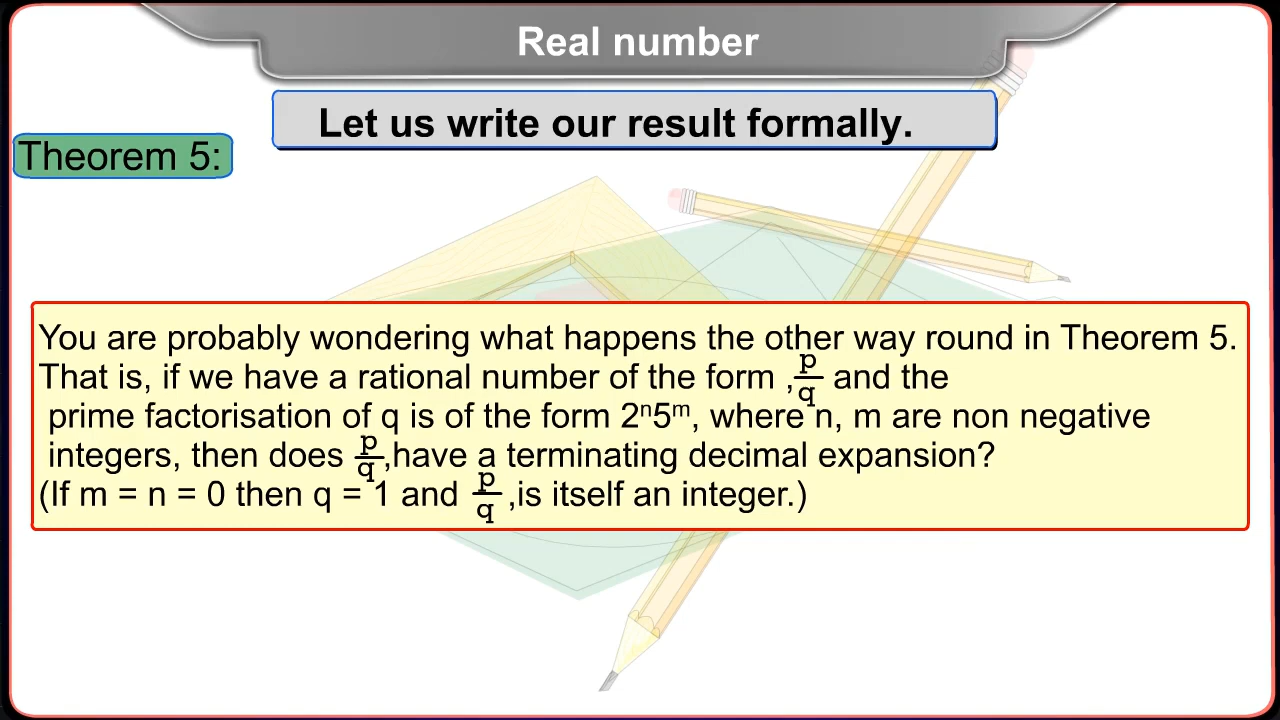 Real number
Let us write our result formally.
Theorem 5:
You are probably wondering what happens the other way round in Theorem 5.
That is, if we have a rational number of the form ,p/q and the
prime factorisation of q is of the form 2ⁿ5ᵐ, where n, m are non negative
integers, then does p/q,have a terminating decimal expansion?
(If m = n = 0 then q = 1 and p/q ,is itself an integer.)